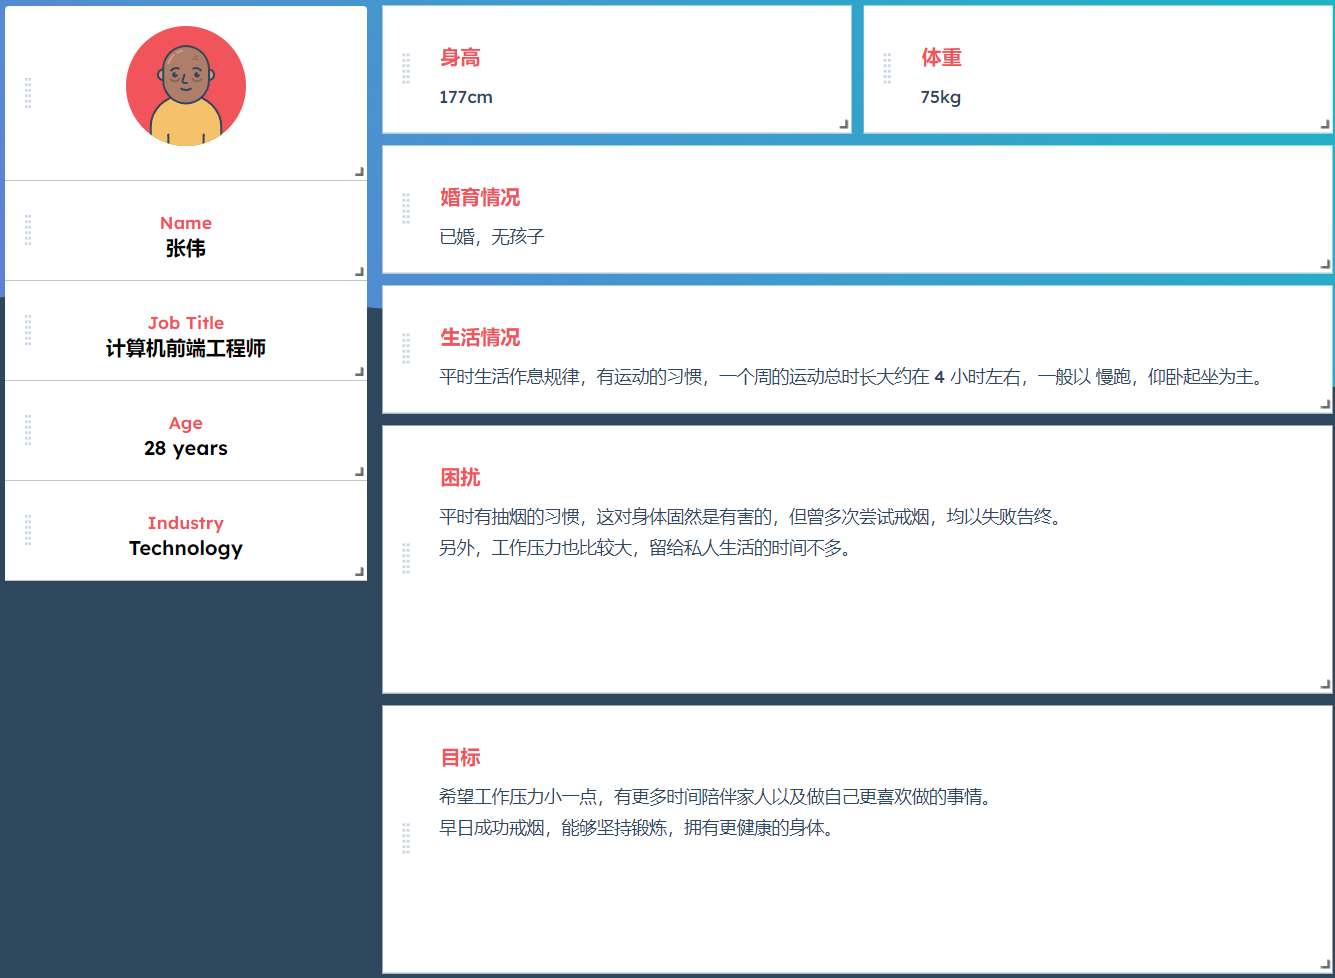 Name
张伟
Job Title
计算机前端工程师
Age
28 years
Industry
Technology
身高
177cm
体重
75kg
婚育情况
已婚，无孩子
生活情况
平时生活作息规律，有运动的习惯，一个周的运动总时长大约在 4 小时左右，一般以 慢跑，仰卧起坐为主。
困扰
平时有抽烟的习惯，这对身体固然是有害的，但曾多次尝试戒烟，均以失败告终。
另外，工作压力也比较大，留给私人生活的时间不多。
目标
希望工作压力小一点，有更多时间陪伴家人以及做自己更喜欢做的事情。
早日成功戒烟，能够坚持锻炼，拥有更健康的身体。